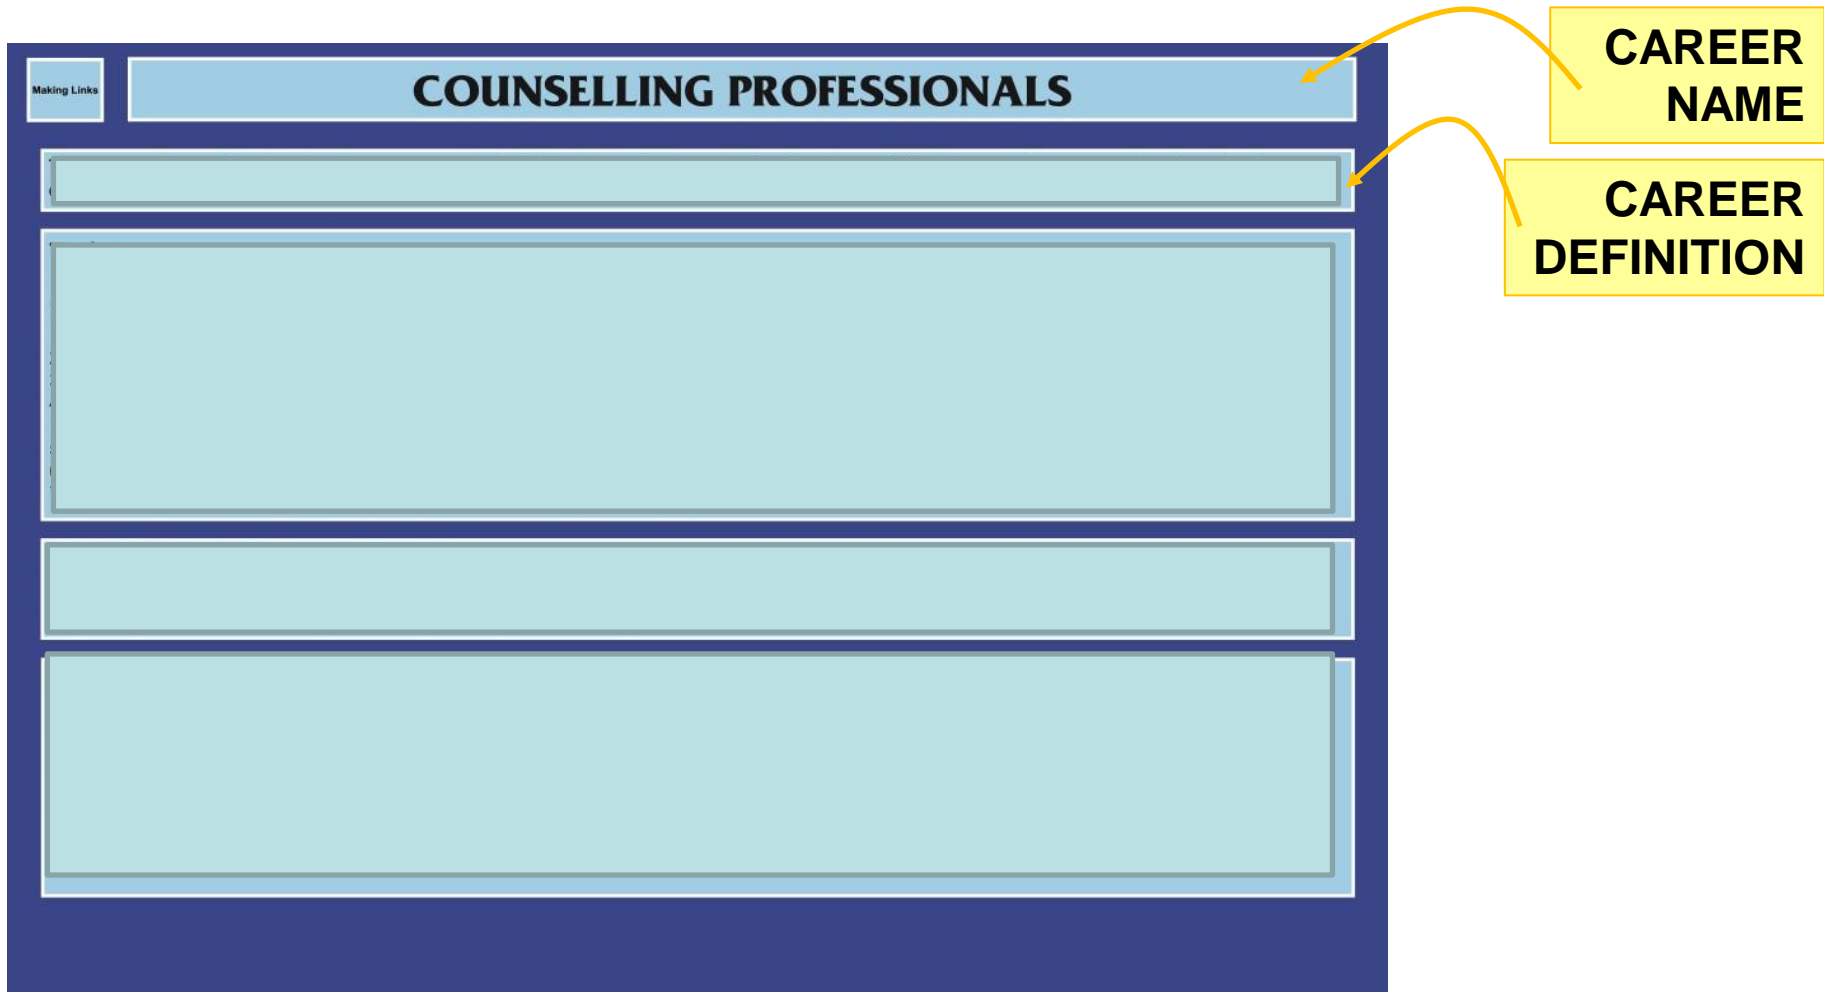 Making Links
COUNSELLING PROFESSIONALS
CAREER
NAME
CAREER
DEFINITION